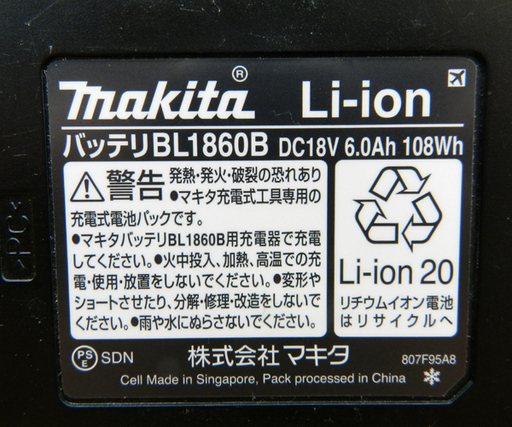 makita® Li-ion
バッテリBL1860B DC18V 6.0Ah 108Wh
警告 発熱・発火・破裂の恐れあり
●マキタ充電式工具専用の
充電式電池パックです。
●マキタバッテリBL1860B用充電器で充電
してください。●火中投入、加熱、高温での充
電・使用・放置をしないでください。●変形や
ショートさせたり、分解・修理・改造をしないで
ください。●雨や水にぬらさないでください。
Li-ion 20
リチウムイオン電池
はリサイクルへ
PS
E SDN 株式会社 マキタ 807F95A8
Cell Made in Singapore, Pack processed in China
>PC<